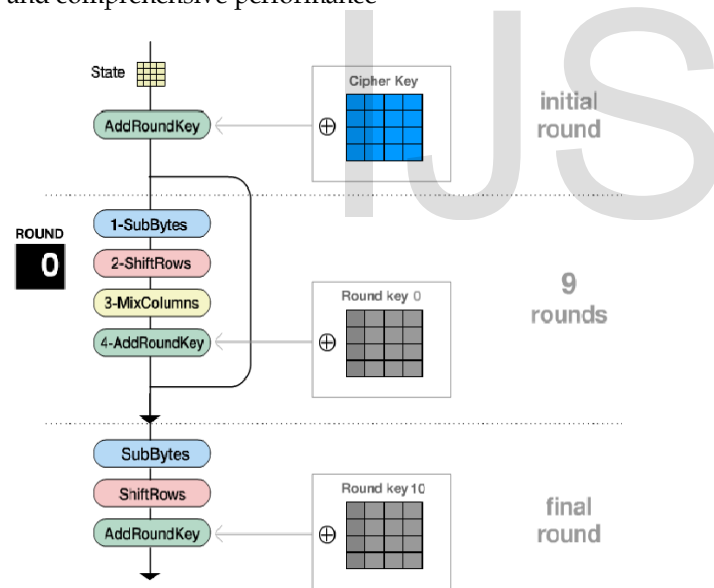 and comprehensive performance
IJS
State
Cipher Key
AddRoundKey
initial
round
ROUND
0
1-SubBytes
2-ShiftRows
3-MixColumns
4-AddRoundKey
Round key 0
9
rounds
SubBytes
ShiftRows
AddRoundKey
Round key 10
final
round